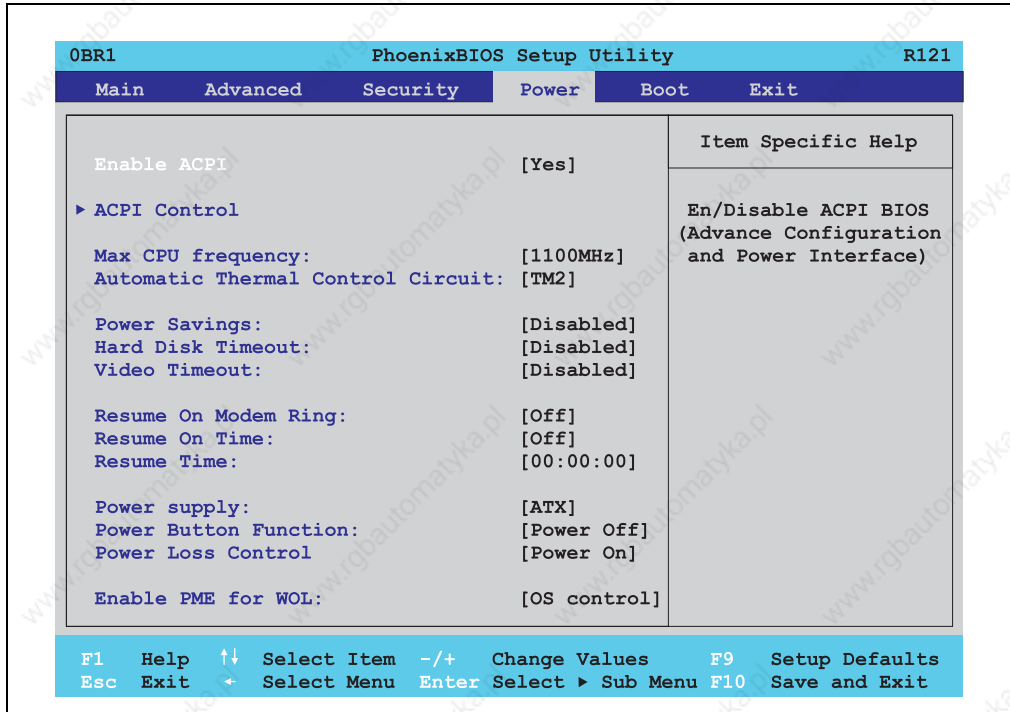 0BR1 PhoenixBIOS Setup Utility R121
Main Advanced Security Power Boot Exit
Item Specific Help
Enable ACPI [Yes]
▶ ACPI Control
En/Disable ACPI BIOS
(Advance Configuration
and Power Interface)
Max CPU frequency: [1100MHz]
Automatic Thermal Control Circuit: [TM2]
Power Savings: [Disabled]
Hard Disk Timeout: [Disabled]
Video Timeout: [Disabled]
Resume On Modem Ring: [Off]
Resume On Time: [Off]
Resume Time: [00:00:00]
Power supply: [ATX]
Power Button Function: [Power Off]
Power Loss Control [Power On]
Enable PME for WOL: [OS control]
F1 Help ↑↓ Select Item -/+ Change Values F9 Setup Defaults
Esc Exit ← Select Menu Enter Select ▶ Sub Menu F10 Save and Exit
www.rgbautomatyka.pl